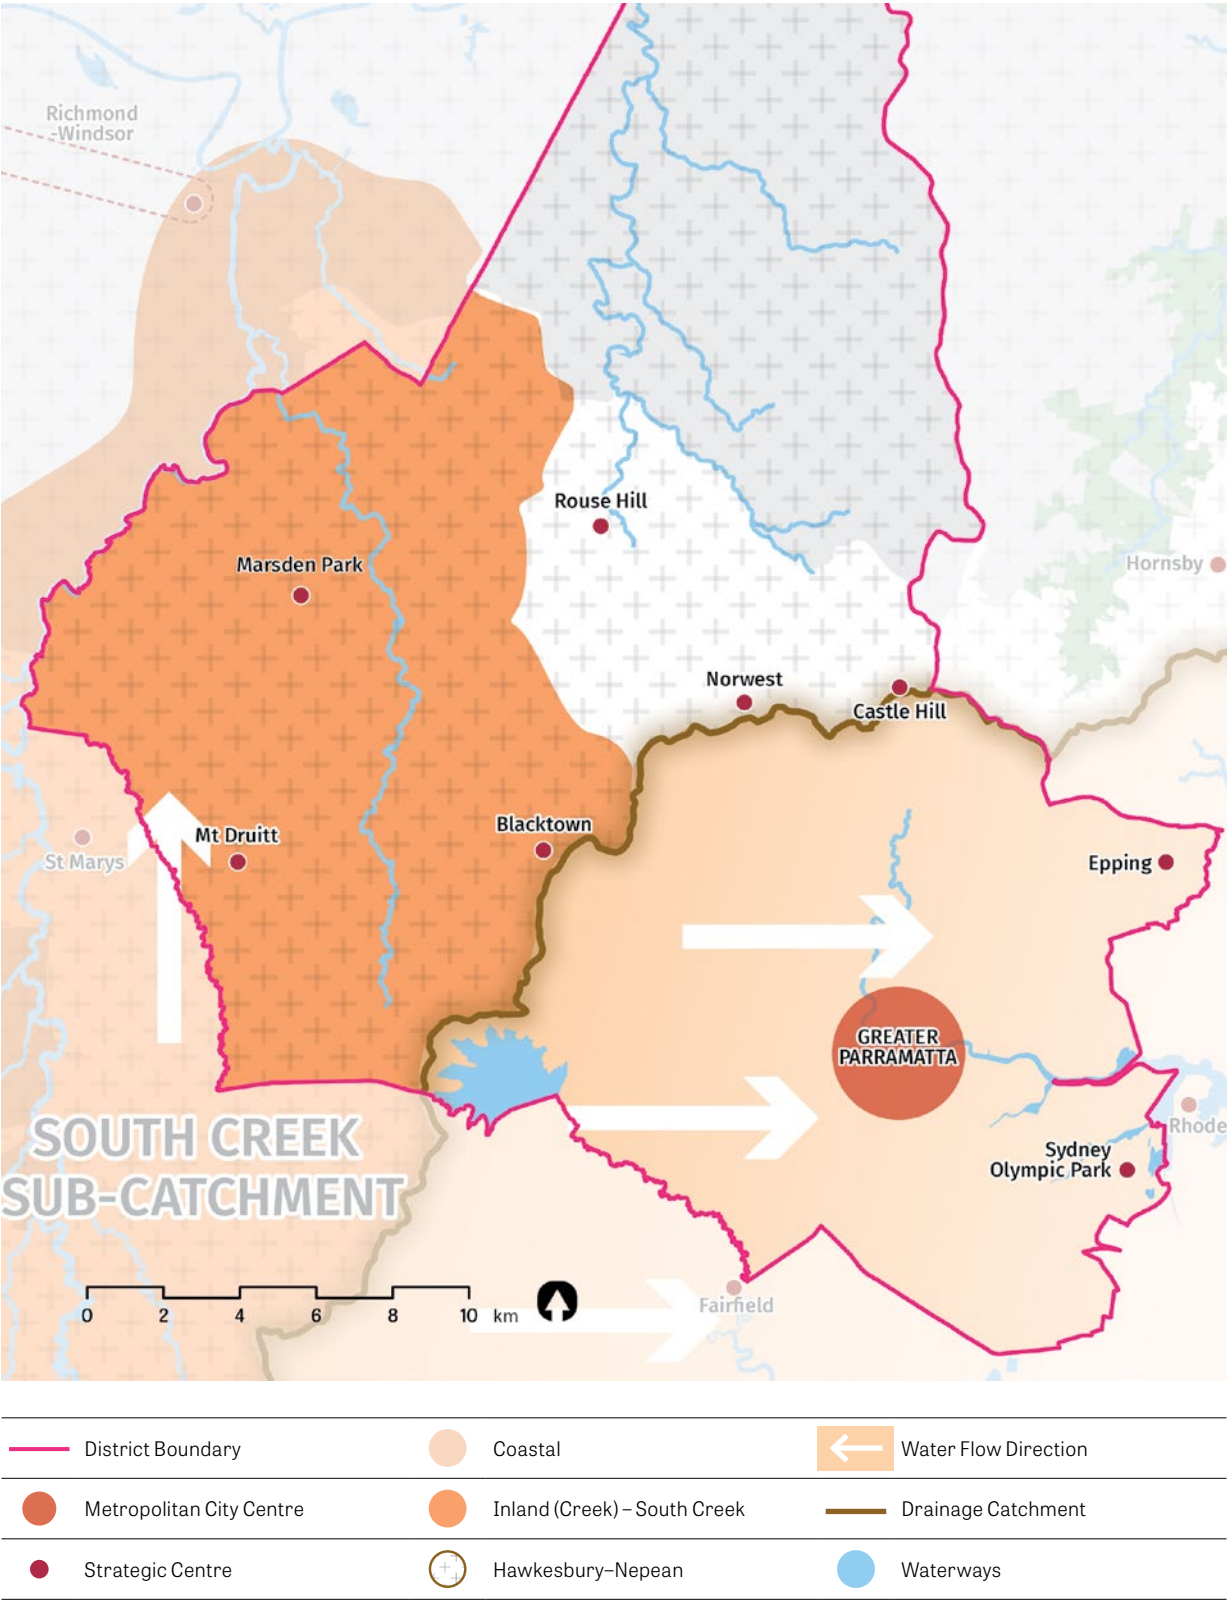 Richmond
-Windsor
Rouse Hill
Marsden Park
Hornsby
Norwest
Castle Hill
Mt Druitt
Blacktown
St Marys
Epping
GREATER
PARRAMATTA
Rhode
SOUTH CREEK
SUB-CATCHMENT
Sydney
Olympic Park
Fairfield
0 2 4 6 8 10 km
District Boundary
Coastal
Water Flow Direction
Metropolitan City Centre
Inland (Creek) – South Creek
Drainage Catchment
Strategic Centre
Hawkesbury–Nepean
Waterways